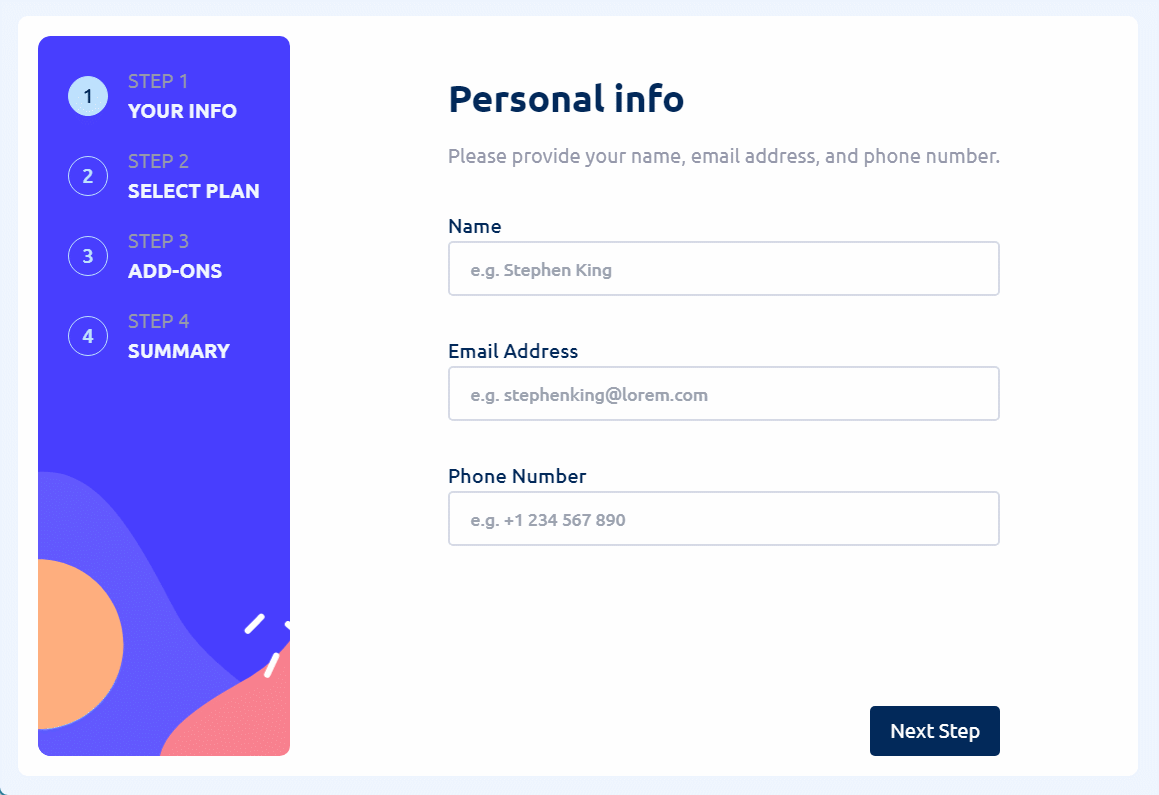 1
STEP 1
YOUR INFO
2
STEP 2
SELECT PLAN
3
STEP 3
ADD-ONS
4
STEP 4
SUMMARY
Personal info
Please provide your name, email address, and phone number.
Name
e.g. Stephen King
Email Address
e.g. stephenking@lorem.com
Phone Number
e.g. +1 234 567 890
Next Step